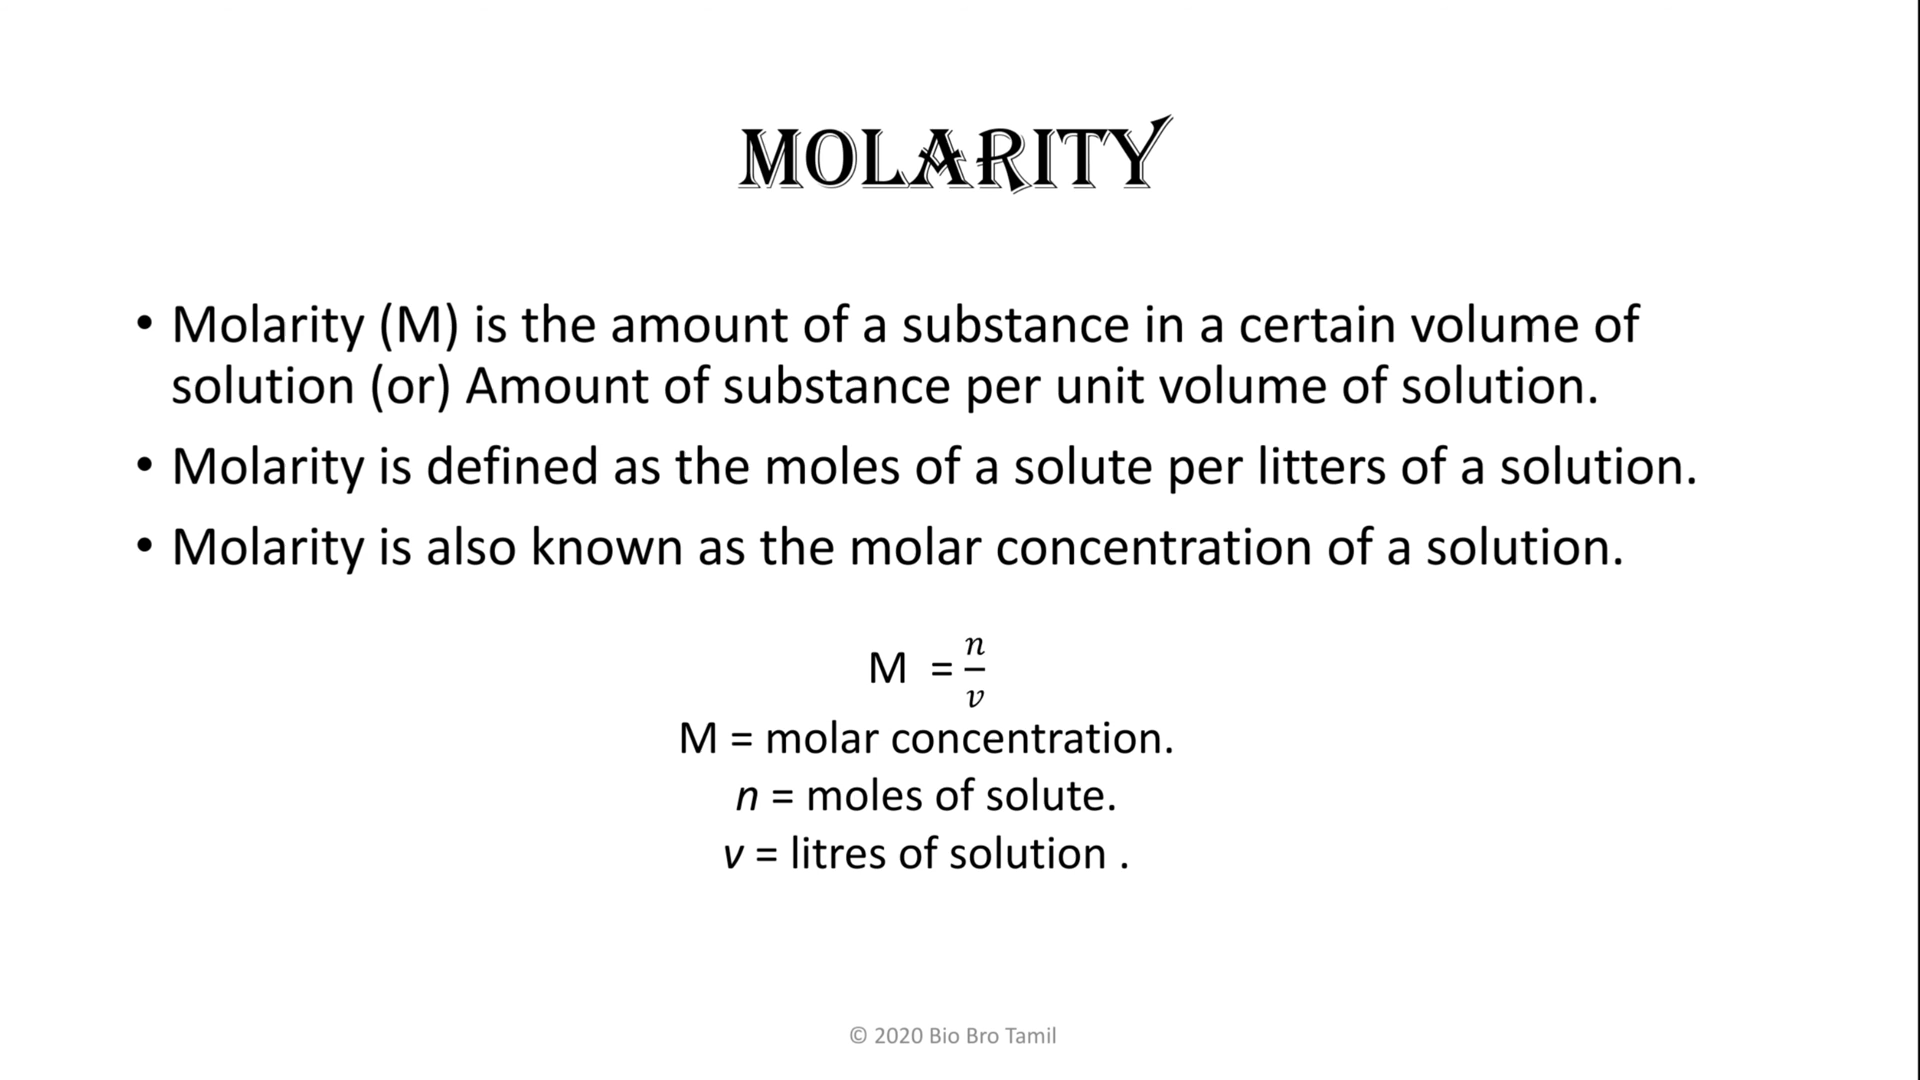 MOLARITY
• Molarity (M) is the amount of a substance in a certain volume of
solution (or) Amount of substance per unit volume of solution.
• Molarity is defined as the moles of a solute per litters of a solution.
• Molarity is also known as the molar concentration of a solution.
M = n/v
M = molar concentration.
n = moles of solute.
v = litres of solution .
© 2020 Bio Bro Tamil